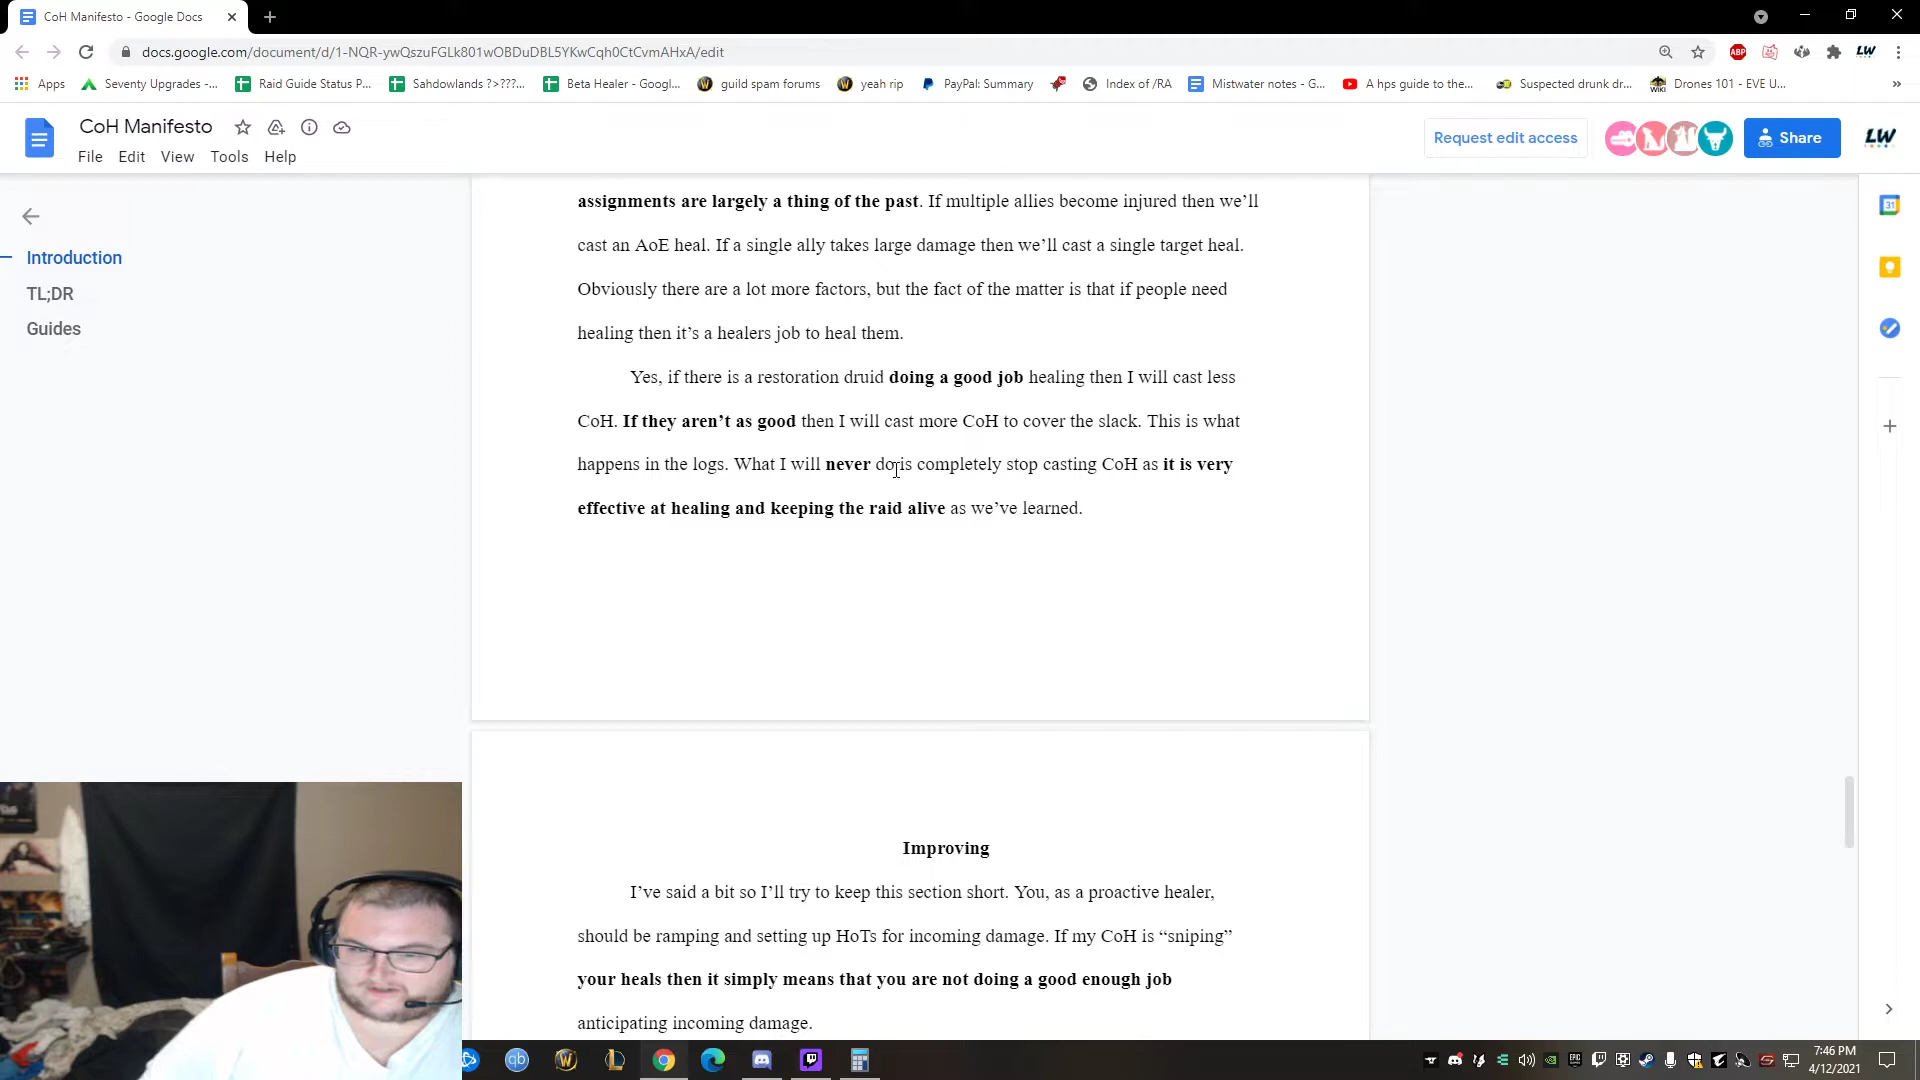 CoH Manifesto - Google Docs
docs.google.com/document/d/1-NQR-ywQszuFGLk801wOBDuDBL5YKwCqh0CtCvmAHxA/edit
ABP
LW
Apps
Seventy Upgrades -...
Raid Guide Status P...
Sahdowlands ?>???...
Beta Healer - Googl...
guild spam forums
yeah rip
PayPal: Summary
Index of /RA
Mistwater notes - G...
A hps guide to the...
Suspected drunk dr...
Drones 101 - EVE U...
CoH Manifesto
File Edit View Tools Help
Request edit access
Share
LW
Introduction
TL;DR
Guides
31
assignments are largely a thing of the past. If multiple allies become injured then we’ll
cast an AoE heal. If a single ally takes large damage then we’ll cast a single target heal.
Obviously there are a lot more factors, but the fact of the matter is that if people need
healing then it’s a healers job to heal them.
Yes, if there is a restoration druid doing a good job healing then I will cast less
CoH. If they aren’t as good then I will cast more CoH to cover the slack. This is what
happens in the logs. What I will never do is completely stop casting CoH as it is very
effective at healing and keeping the raid alive as we’ve learned.
Improving
I’ve said a bit so I’ll try to keep this section short. You, as a proactive healer,
should be ramping and setting up HoTs for incoming damage. If my CoH is “sniping”
your heals then it simply means that you are not doing a good enough job
anticipating incoming damage.
qb
7:46 PM
4/12/2021